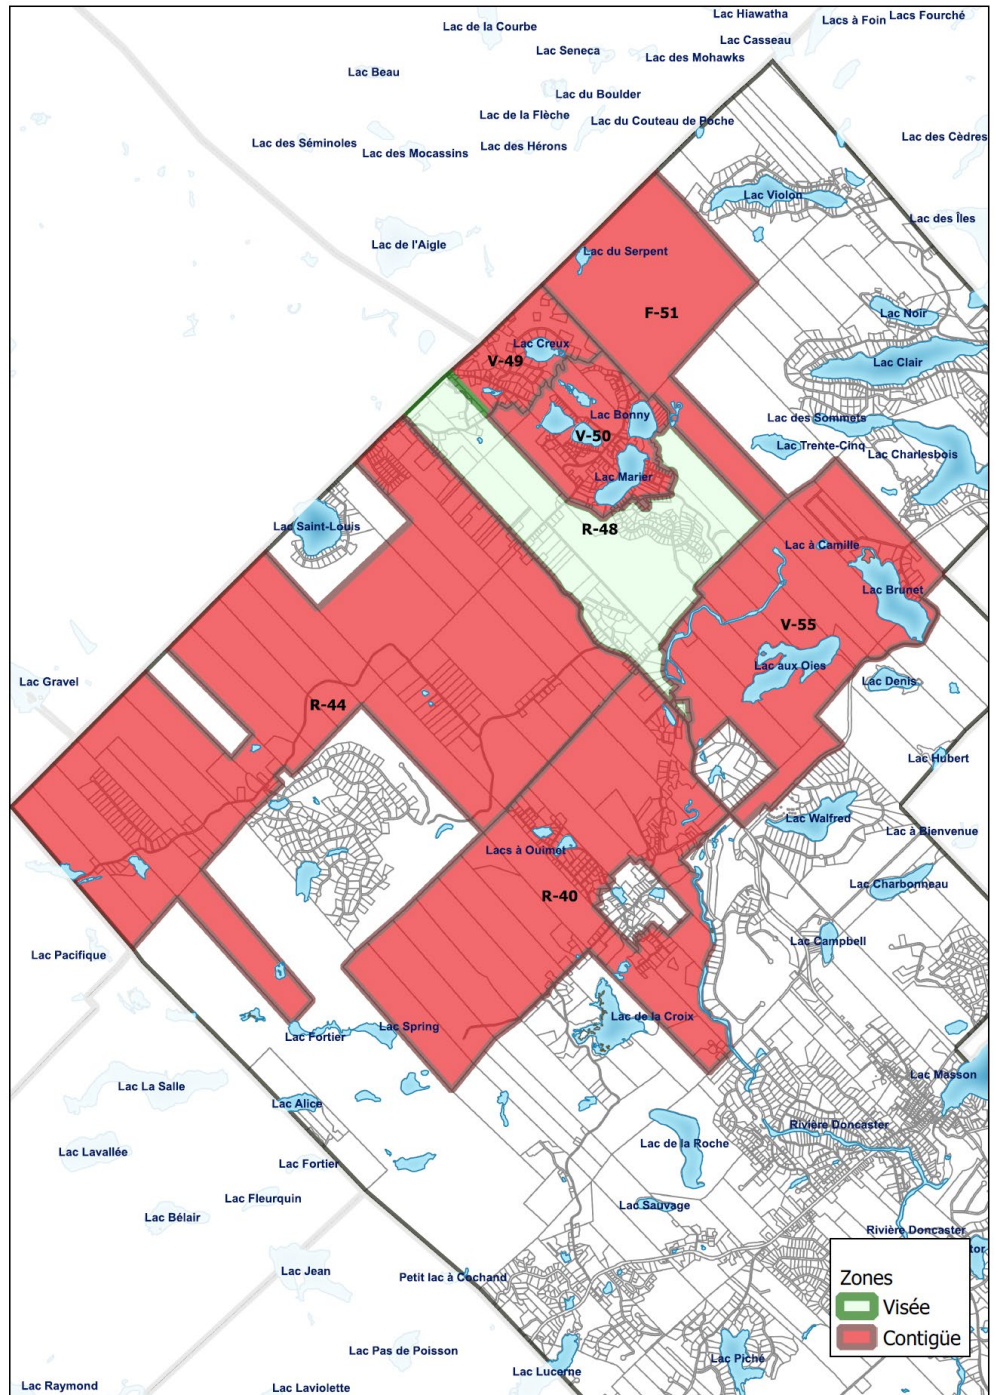 Lac Hiawatha
Lacs à Foin
Lacs Fourché
Lac de la Courbe
Lac Casseau
Lac Seneca
Lac des Mohawks
Lac Beau
Lac du Boulder
Lac de la Flèche
Lac du Couteau de Poche
Lac des Cèdres
Lac des Séminoles
Lac des Mocassins
Lac des Hérons
Lac Violon
Lac des Îles
Lac de l'Aigle
Lac du Serpent
F-51
Lac Noir
Lac Creux
V-49
Lac Clair
Lac Bonny
Lac des Sommets
V-50
Lac Trente-Cinq
Lac Charlesbois
Lac Marier
Lac Saint-Louis
R-48
Lac à Camille
Lac Brunet
V-55
Lac aux Oies
Lac Gravel
Lac Denis
R-44
Lac Hubert
Lac Walfred
Lac à Bienvenue
Lacs à Ouimet
Lac Charbonneau
R-40
Lac Campbell
Lac Pacifique
Lac de la Croix
Lac Spring
Lac Fortier
Lac Masson
Lac La Salle
Lac Alice
Rivière Doncaster
Lac de la Roche
Lac Lavallée
Lac Fortier
Lac Fleurquin
Lac Sauvage
Lac Bélair
Rivière Doncaster
tor
Lac Jean
Petit lac à Cochand
Zones
Visée
Contigüe
Lac Pas de Poisson
Lac Piché
Lac Lucerne
Lac Raymond
Lac Laviolette